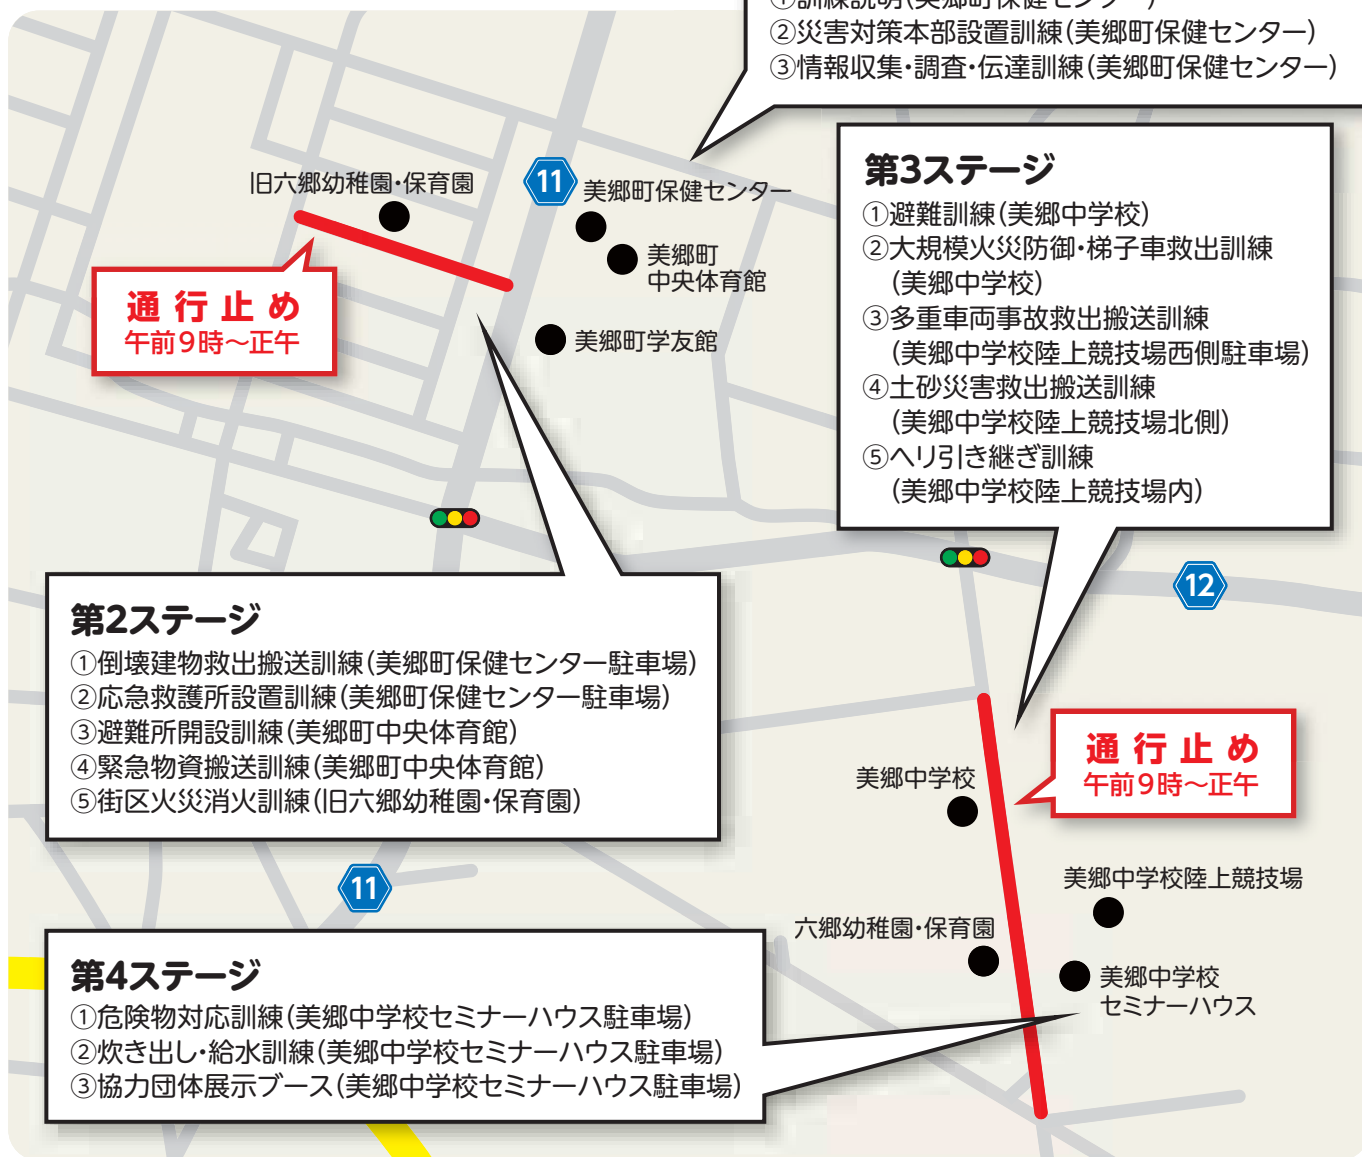 ①訓練説明(美郷町保健センター)
②災害対策本部設置訓練(美郷町保健センター)
③情報収集・調査・伝達訓練(美郷町保健センター)
旧六郷幼稚園・保育園
11
美郷町保健センター
美郷町
中央体育館
美郷町学友館
通行止め
午前9時～正午
第3ステージ
①避難訓練(美郷中学校)
②大規模火災防御・梯子車救出訓練
(美郷中学校)
③多重車両事故救出搬送訓練
(美郷中学校陸上競技場西側駐車場)
④土砂災害救出搬送訓練
(美郷中学校陸上競技場北側)
⑤ヘリ引き継ぎ訓練
(美郷中学校陸上競技場内)
12
第2ステージ
①倒壊建物救出搬送訓練(美郷町保健センター駐車場)
②応急救護所設置訓練(美郷町保健センター駐車場)
③避難所開設訓練(美郷町中央体育館)
④緊急物資搬送訓練(美郷町中央体育館)
⑤街区火災消火訓練(旧六郷幼稚園・保育園)
通行止め
午前9時～正午
美郷中学校
11
美郷中学校陸上競技場
六郷幼稚園・保育園
美郷中学校
セミナーハウス
第4ステージ
①危険物対応訓練(美郷中学校セミナーハウス駐車場)
②炊き出し・給水訓練(美郷中学校セミナーハウス駐車場)
③協力団体展示ブース(美郷中学校セミナーハウス駐車場)